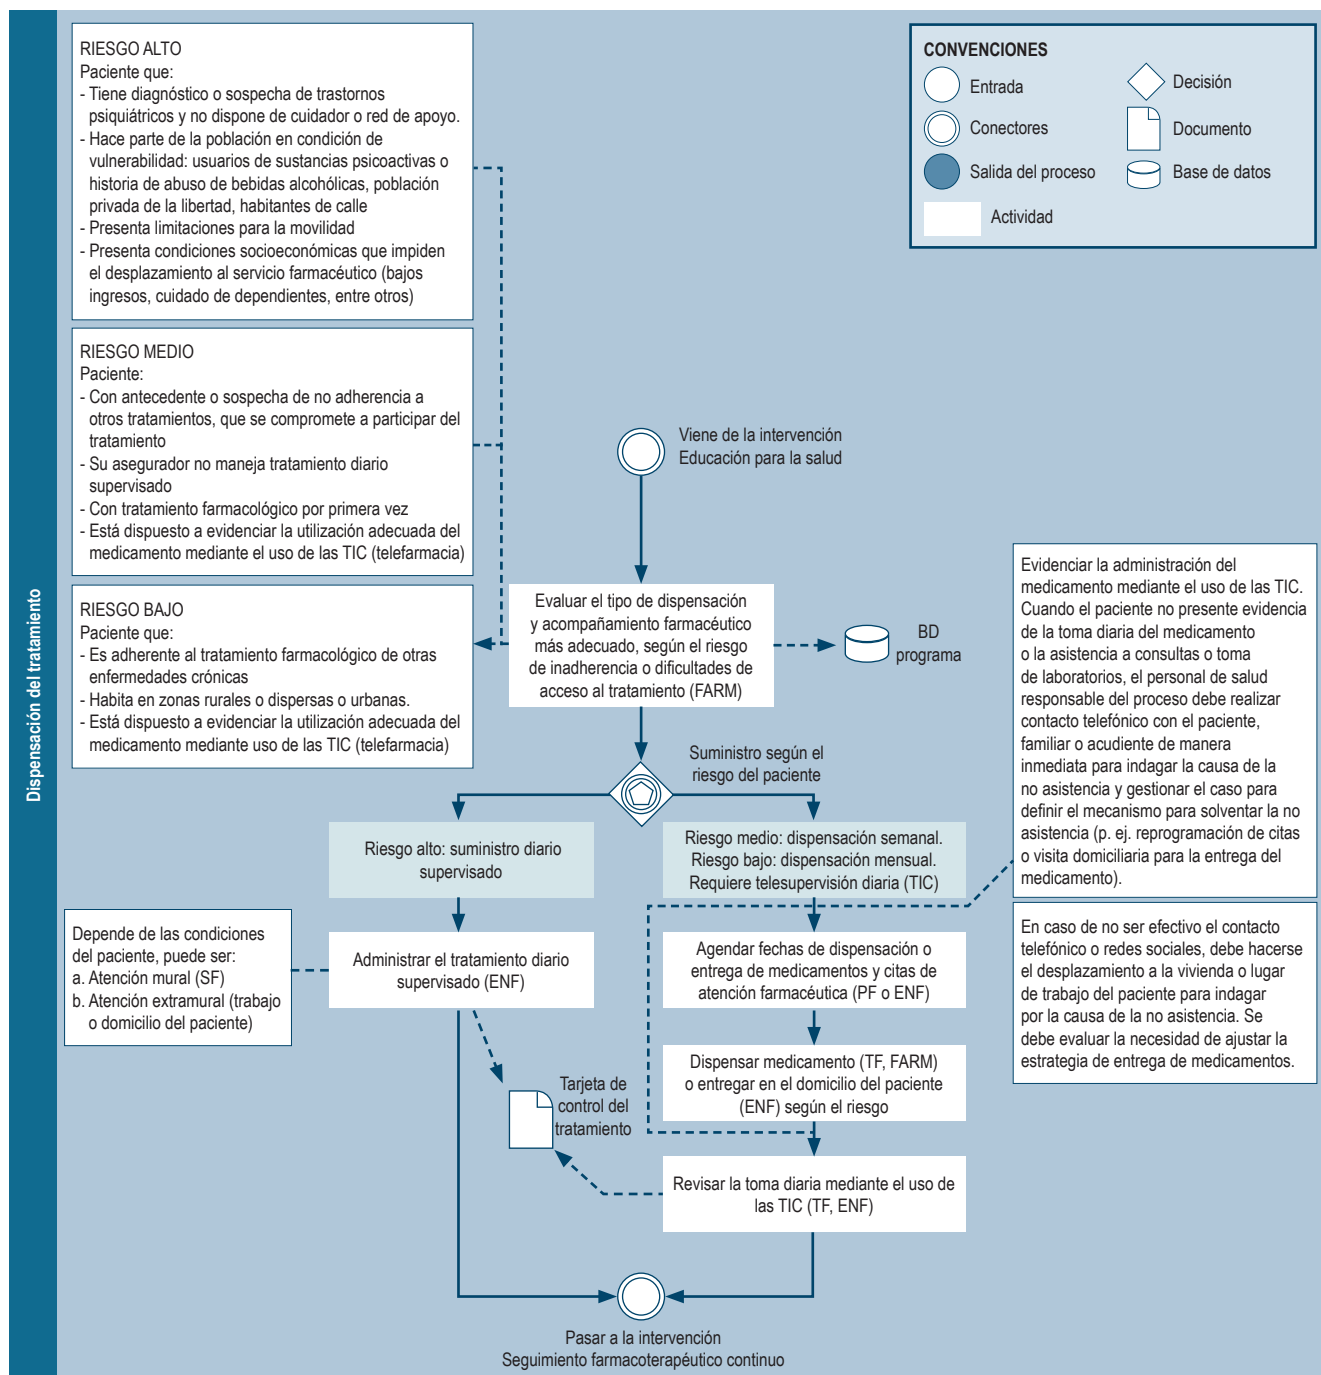 Dispensación del tratamiento
RIESGO ALTO
Paciente que:
- Tiene diagnóstico o sospecha de trastornos
psiquiátricos y no dispone de cuidador o red de apoyo.
- Hace parte de la población en condición de
vulnerabilidad: usuarios de sustancias psicoactivas o
historia de abuso de bebidas alcohólicas, población
privada de la libertad, habitantes de calle
- Presenta limitaciones para la movilidad
- Presenta condiciones socioeconómicas que impiden
el desplazamiento al servicio farmacéutico (bajos
ingresos, cuidado de dependientes, entre otros)
CONVENCIONES
Entrada
Conectores
Salida del proceso
Actividad
Decisión
Documento
Base de datos
RIESGO MEDIO
Paciente:
- Con antecedente o sospecha de no adherencia a
otros tratamientos, que se compromete a participar del
tratamiento
- Su asegurador no maneja tratamiento diario
supervisado
- Con tratamiento farmacológico por primera vez
- Está dispuesto a evidenciar la utilización adecuada del
medicamento mediante el uso de las TIC (telefarmacia)
RIESGO BAJO
Paciente que:
- Es adherente al tratamiento farmacológico de otras
enfermedades crónicas
- Habita en zonas rurales o dispersas o urbanas.
- Está dispuesto a evidenciar la utilización adecuada del
medicamento mediante uso de las TIC (telefarmacia)
Viene de la intervención
Educación para la salud
Evaluar el tipo de dispensación
y acompañamiento farmacéutico
más adecuado, según el riesgo
de inadherencia o dificultades de
acceso al tratamiento (FARM)
BD
programa
Suministro según el
riesgo del paciente
Riesgo alto: suministro diario
supervisado
Riesgo medio: dispensación semanal.
Riesgo bajo: dispensación mensual.
Requiere telesupervisión diaria (TIC)
Evidenciar la administración del
medicamento mediante el uso de las TIC.
Cuando el paciente no presente evidencia
de la toma diaria del medicamento
o la asistencia a consultas o toma
de laboratorios, el personal de salud
responsable del proceso debe realizar
contacto telefónico con el paciente,
familiar o acudiente de manera
inmediata para indagar la causa de la
no asistencia y gestionar el caso para
definir el mecanismo para solventar la no
asistencia (p. ej. reprogramación de citas
o visita domiciliaria para la entrega del
medicamento).
En caso de no ser efectivo el contacto
telefónico o redes sociales, debe hacerse
el desplazamiento a la vivienda o lugar
de trabajo del paciente para indagar
por la causa de la no asistencia. Se
debe evaluar la necesidad de ajustar la
estrategia de entrega de medicamentos.
Depende de las condiciones
del paciente, puede ser:
a. Atención mural (SF)
b. Atención extramural (trabajo
o domicilio del paciente)
Administrar el tratamiento diario
supervisado (ENF)
Agendar fechas de dispensación o
entrega de medicamentos y citas de
atención farmacéutica (PF o ENF)
Dispensar medicamento (TF, FARM)
o entregar en el domicilio del paciente
(ENF) según el riesgo
Tarjeta de
control del
tratamiento
Revisar la toma diaria mediante el uso de
las TIC (TF, ENF)
Pasar a la intervención
Seguimiento farmacoterapéutico continuo